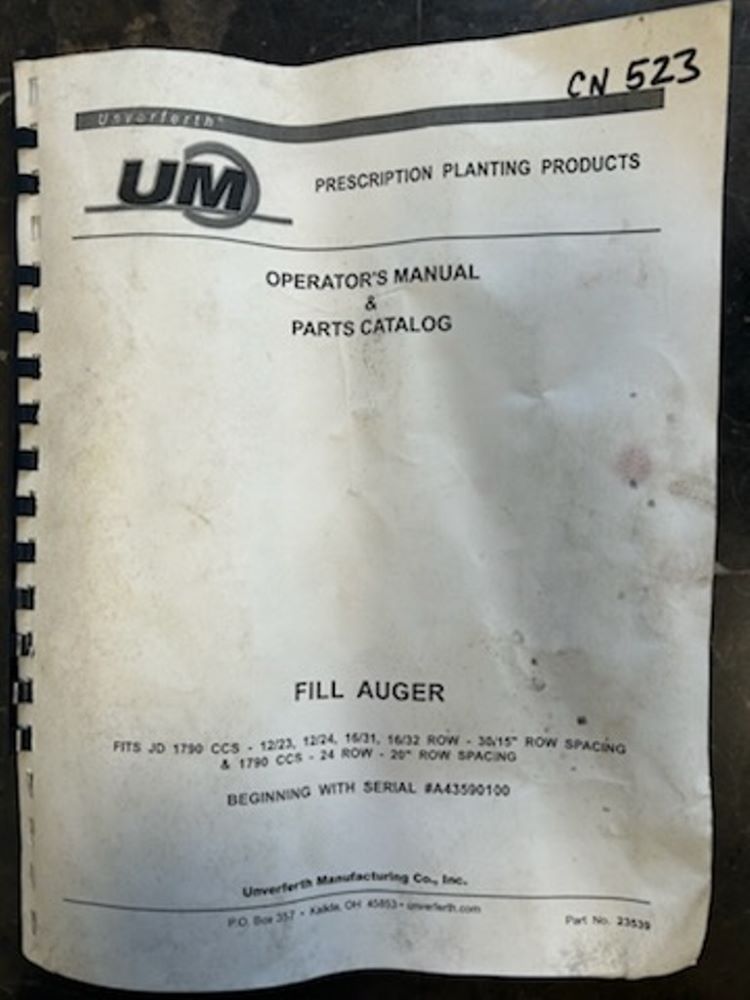 CN 523
Unverferth
UM
PRESCRIPTION PLANTING PRODUCTS
OPERATOR'S MANUAL
&
PARTS CATALOG
FILL AUGER
FITS JD 1790 CCS - 12/23, 12/24, 16/31, 16/32 ROW - 30/15" ROW SPACING
& 1790 CCS - 24 ROW - 20" ROW SPACING
BEGINNING WITH SERIAL #A43590100
Unverferth Manufacturing Co., Inc.
P.O. Box 357 • Kalida, OH 45853 • unverferth.com
Part No. 23539